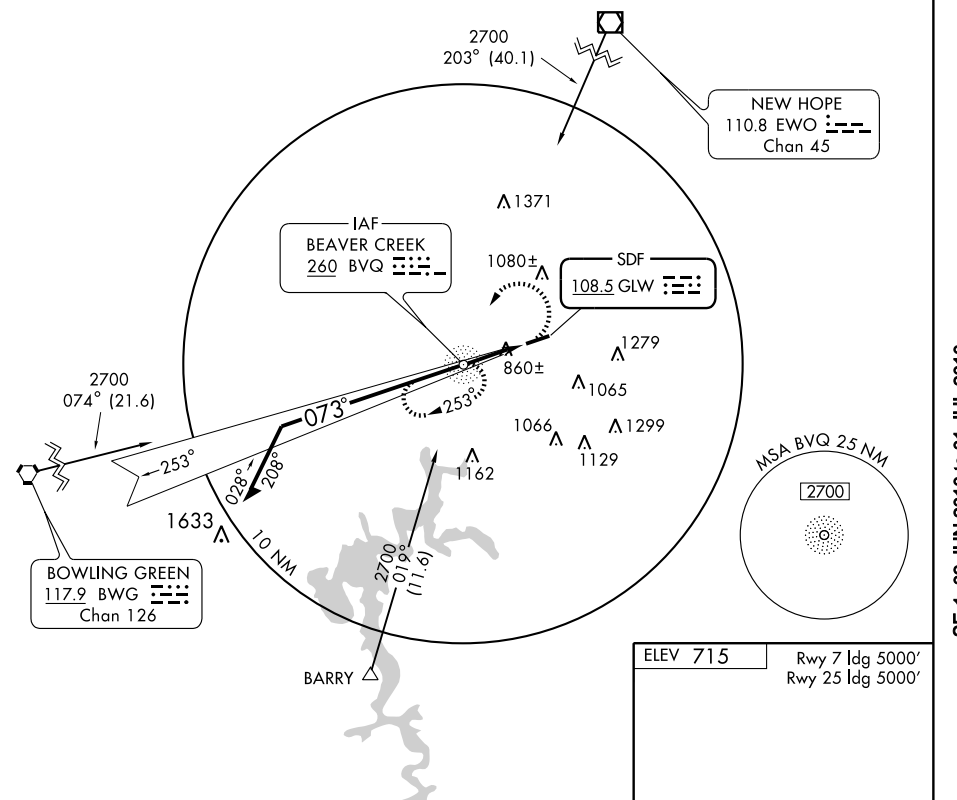 2700
203° (40.1)
NEW HOPE
110.8 EWO
Chan 45
1371
IAF
BEAVER CREEK
260 BVQ
1080±
SDF
108.5 GLW
1279
860±
1065
2700
074° (21.6)
073°
253°
1066
1299
1129
253°
1162
028°
208°
MSA BVQ 25 NM
2700
1633
10 NM
2700
019°
(11.6)
BOWLING GREEN
117.9 BWG
Chan 126
BARRY
ELEV 715
Rwy 7 ldg 5000'
Rwy 25 ldg 5000'